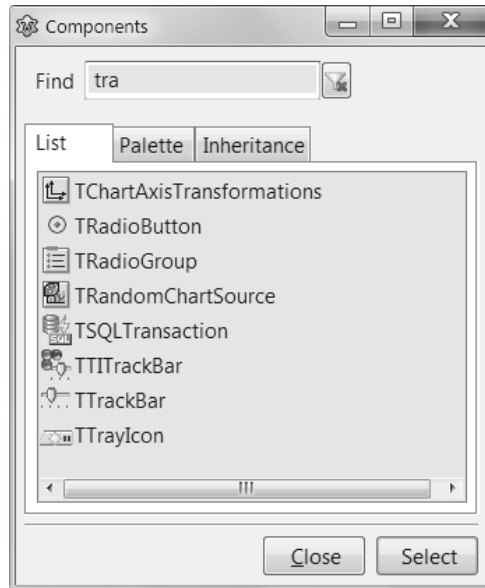 Components
Find tra
List Palette Inheritance
TChartAxisTransformations
TRadioButton
TRadioGroup
TRandomChartSource
TSQLTransaction
TTITrackBar
TTrackBar
TTrayIcon
Close Select